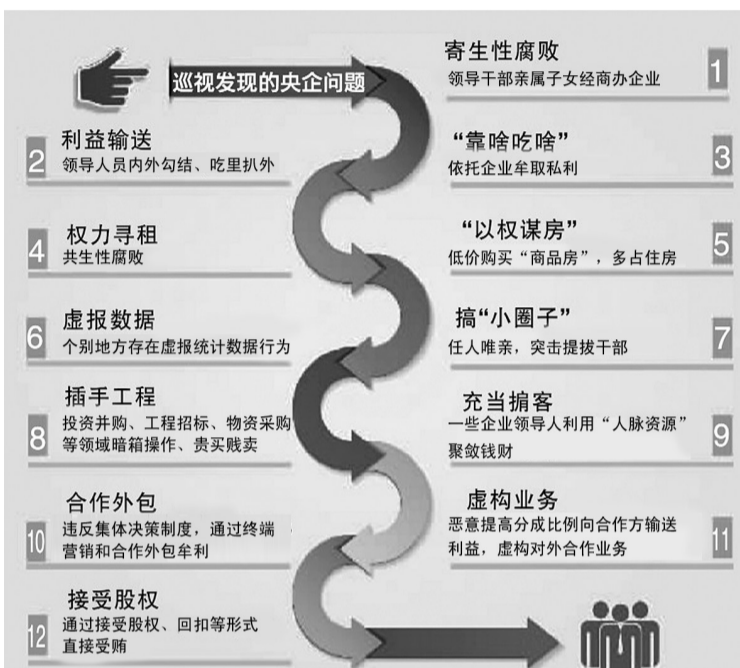 巡视发现的央企问题
1
寄生性腐败
领导干部亲属子女经商办企业
2
利益输送
领导人员内外勾结、吃里扒外
3
“靠啥吃啥”
依托企业牟取私利
4
权力寻租
共生性腐败
5
“以权谋房”
低价购买“商品房”，多占住房
6
虚报数据
个别地方存在虚报统计数据行为
7
搞“小圈子”
任人唯亲，突击提拔干部
8
插手工程
投资并购、工程招标、物资采购
等领域暗箱操作、贵买贱卖
9
充当掮客
一些企业领导人利用“人脉资源”
聚敛钱财
10
合作外包
违反集体决策制度，通过终端
营销和合作外包牟利
11
虚构业务
恶意提高分成比例向合作方输送
利益，虚构对外合作业务
12
接受股权
通过接受股权、回扣等形式
直接受贿